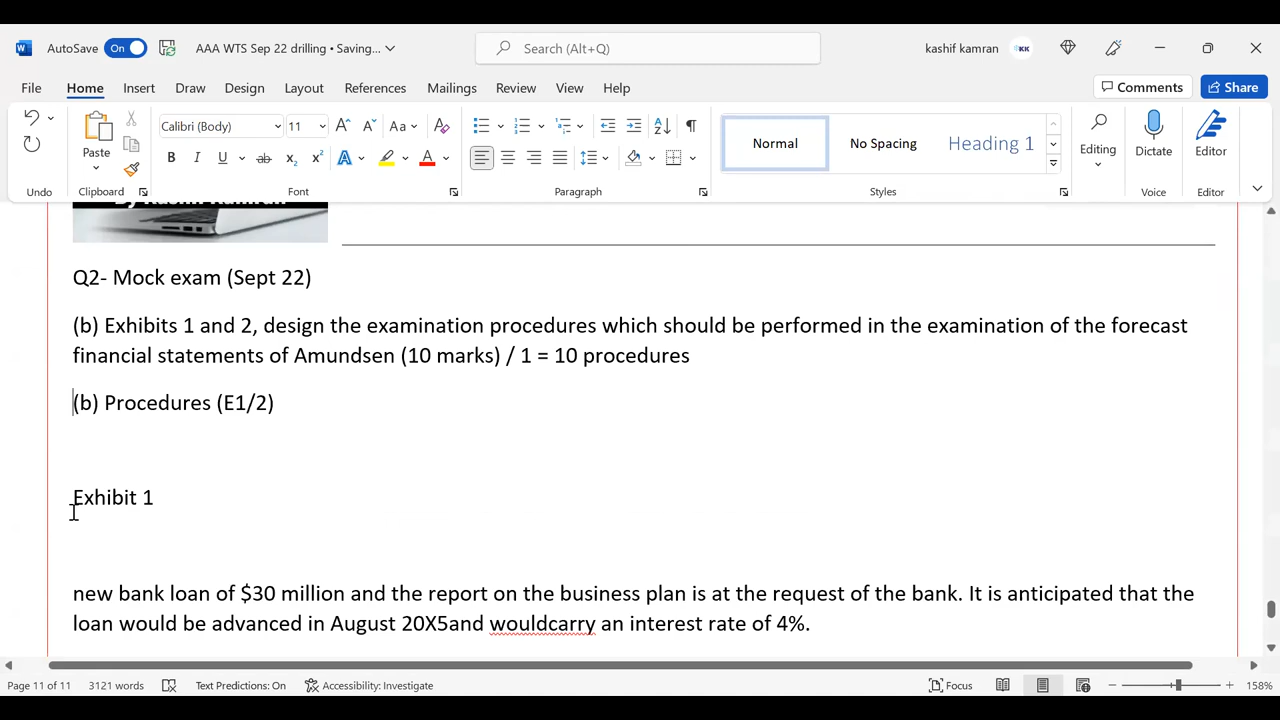 AutoSave On AAA WTS Sep 22 drilling • Saving... Search (Alt+Q) kashif kamran KK
File Home Insert Draw Design Layout References Mailings Review View Help Comments Share
Calibri (Body) 11 Aa Normal No Spacing Heading 1
Paste Editing Dictate Editor
Undo Clipboard Font Paragraph Styles Voice Editor
Q2- Mock exam (Sept 22)
(b) Exhibits 1 and 2, design the examination procedures which should be performed in the examination of the forecast
financial statements of Amundsen (10 marks) / 1 = 10 procedures
(b) Procedures (E1/2)
Exhibit 1
new bank loan of $30 million and the report on the business plan is at the request of the bank. It is anticipated that the
loan would be advanced in August 20X5and wouldcarry an interest rate of 4%.
Page 11 of 11 3121 words Text Predictions: On Accessibility: Investigate Focus 158%